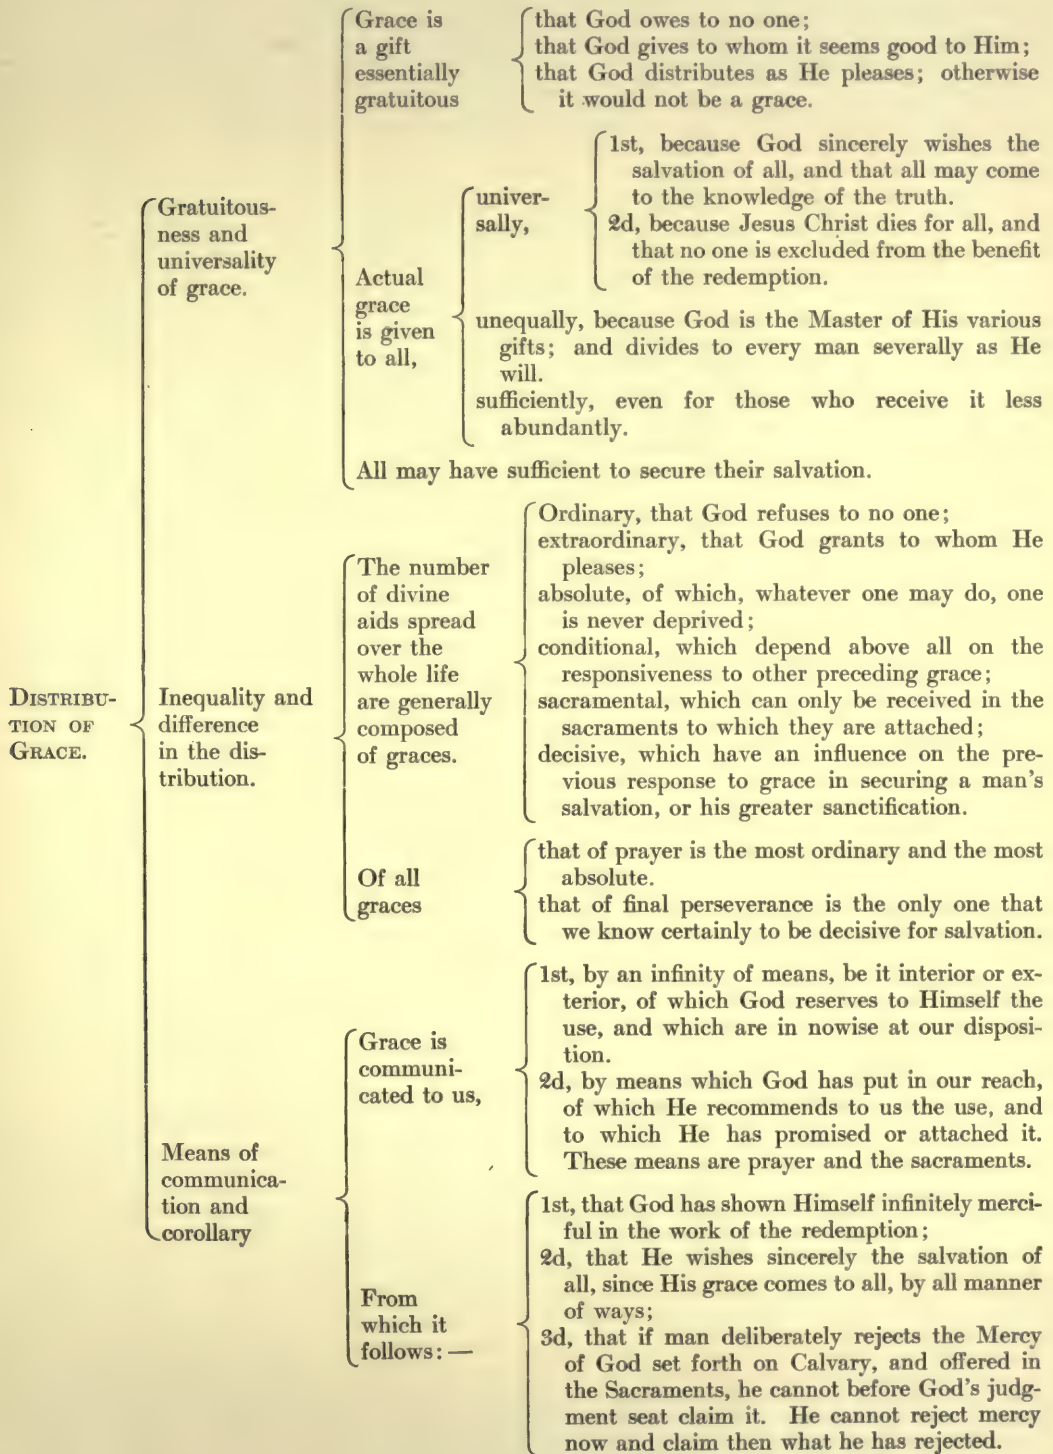 DISTRIBU-
TION OF
GRACE.
Gratuitous-
ness and
universality
of grace.
Grace is
a gift
essentially
gratuitous
that God owes to no one;
that God gives to whom it seems good to Him;
that God distributes as He pleases; otherwise
it would not be a grace.
Actual
grace
is given
to all,
univer-
sally,
1st, because God sincerely wishes the
salvation of all, and that all may come
to the knowledge of the truth.
2d, because Jesus Christ dies for all, and
that no one is excluded from the benefit
of the redemption.
unequally, because God is the Master of His various
gifts; and divides to every man severally as He
will.
sufficiently, even for those who receive it less
abundantly.
All may have sufficient to secure their salvation.
Inequality and
difference
in the dis-
tribution.
The number
of divine
aids spread
over the
whole life
are generally
composed
of graces.
Ordinary, that God refuses to no one;
extraordinary, that God grants to whom He
pleases;
absolute, of which, whatever one may do, one
is never deprived;
conditional, which depend above all on the
responsiveness to other preceding grace;
sacramental, which can only be received in the
sacraments to which they are attached;
decisive, which have an influence on the pre-
vious response to grace in securing a man's
salvation, or his greater sanctification.
Of all
graces
that of prayer is the most ordinary and the most
absolute.
that of final perseverance is the only one that
we know certainly to be decisive for salvation.
Means of
communica-
tion and
corollary
Grace is
communi-
cated to us,
1st, by an infinity of means, be it interior or ex-
terior, of which God reserves to Himself the
use, and which are in nowise at our disposi-
tion.
2d, by means which God has put in our reach,
of which He recommends to us the use, and
to which He has promised or attached it.
These means are prayer and the sacraments.
From
which it
follows: —
1st, that God has shown Himself infinitely merci-
ful in the work of the redemption;
2d, that He wishes sincerely the salvation of
all, since His grace comes to all, by all manner
of ways;
3d, that if man deliberately rejects the Mercy
of God set forth on Calvary, and offered in
the Sacraments, he cannot before God's judg-
ment seat claim it. He cannot reject mercy
now and claim then what he has rejected.